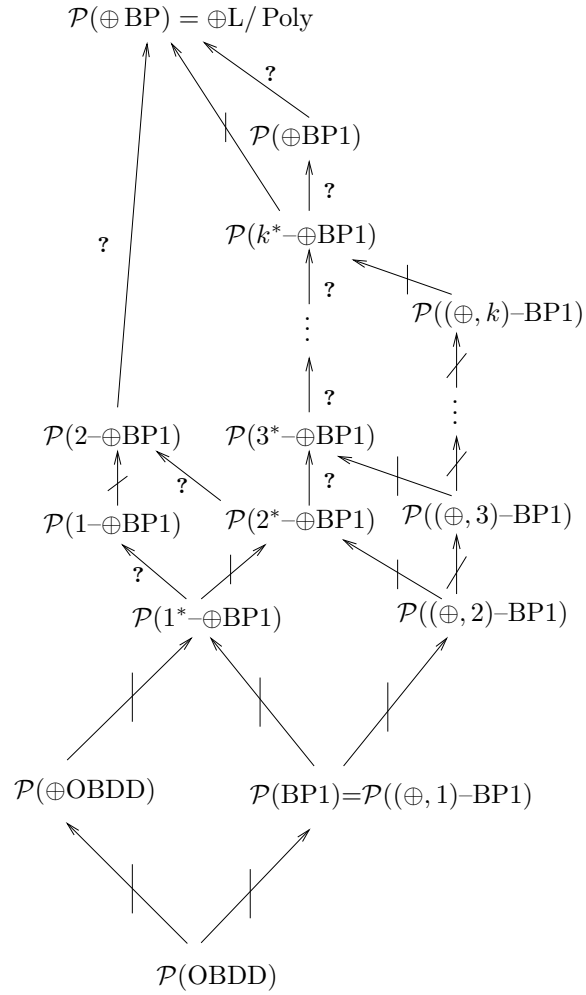 𝒫(⊕ BP) = ⊕L/ Poly
?
𝒫(⊕BP1)
?
𝒫(k*–⊕BP1)
?
?
𝒫((⊕, k)–BP1)
⋮
⋮
?
𝒫(2–⊕BP1) 𝒫(3*–⊕BP1)
? ?
𝒫(1–⊕BP1) 𝒫(2*–⊕BP1) 𝒫((⊕, 3)–BP1)
?
𝒫(1*–⊕BP1) 𝒫((⊕, 2)–BP1)
𝒫(⊕OBDD) 𝒫(BP1)=𝒫((⊕, 1)–BP1)
𝒫(OBDD)